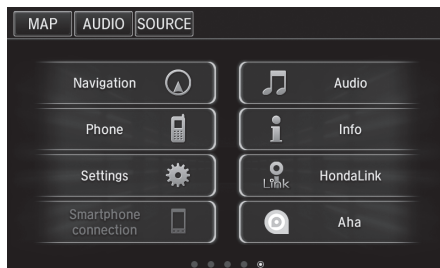 MAP AUDIO SOURCE
Navigation
Audio
Phone
Info
Settings
Link
HondaLink
Smartphone
connection
Aha